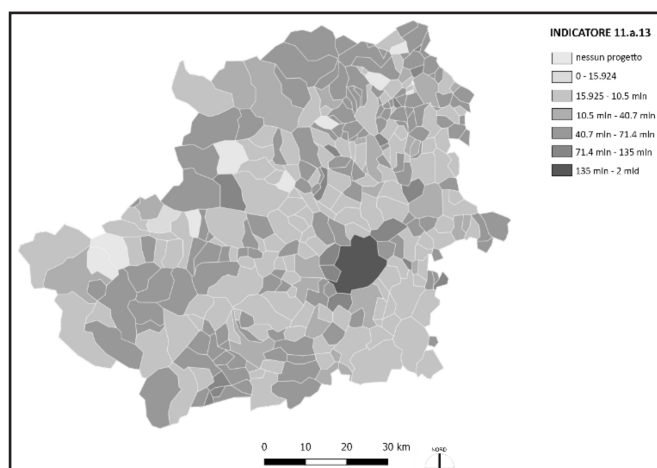 INDICATORE 11.a.13
nessun progetto
0 - 15.924
15.925 - 10.5 mln
10.5 mln - 40.7 mln
40.7 mln - 71.4 mln
71.4 mln - 135 mln
135 mln - 2 mld
0 10 20 30 km
NORD